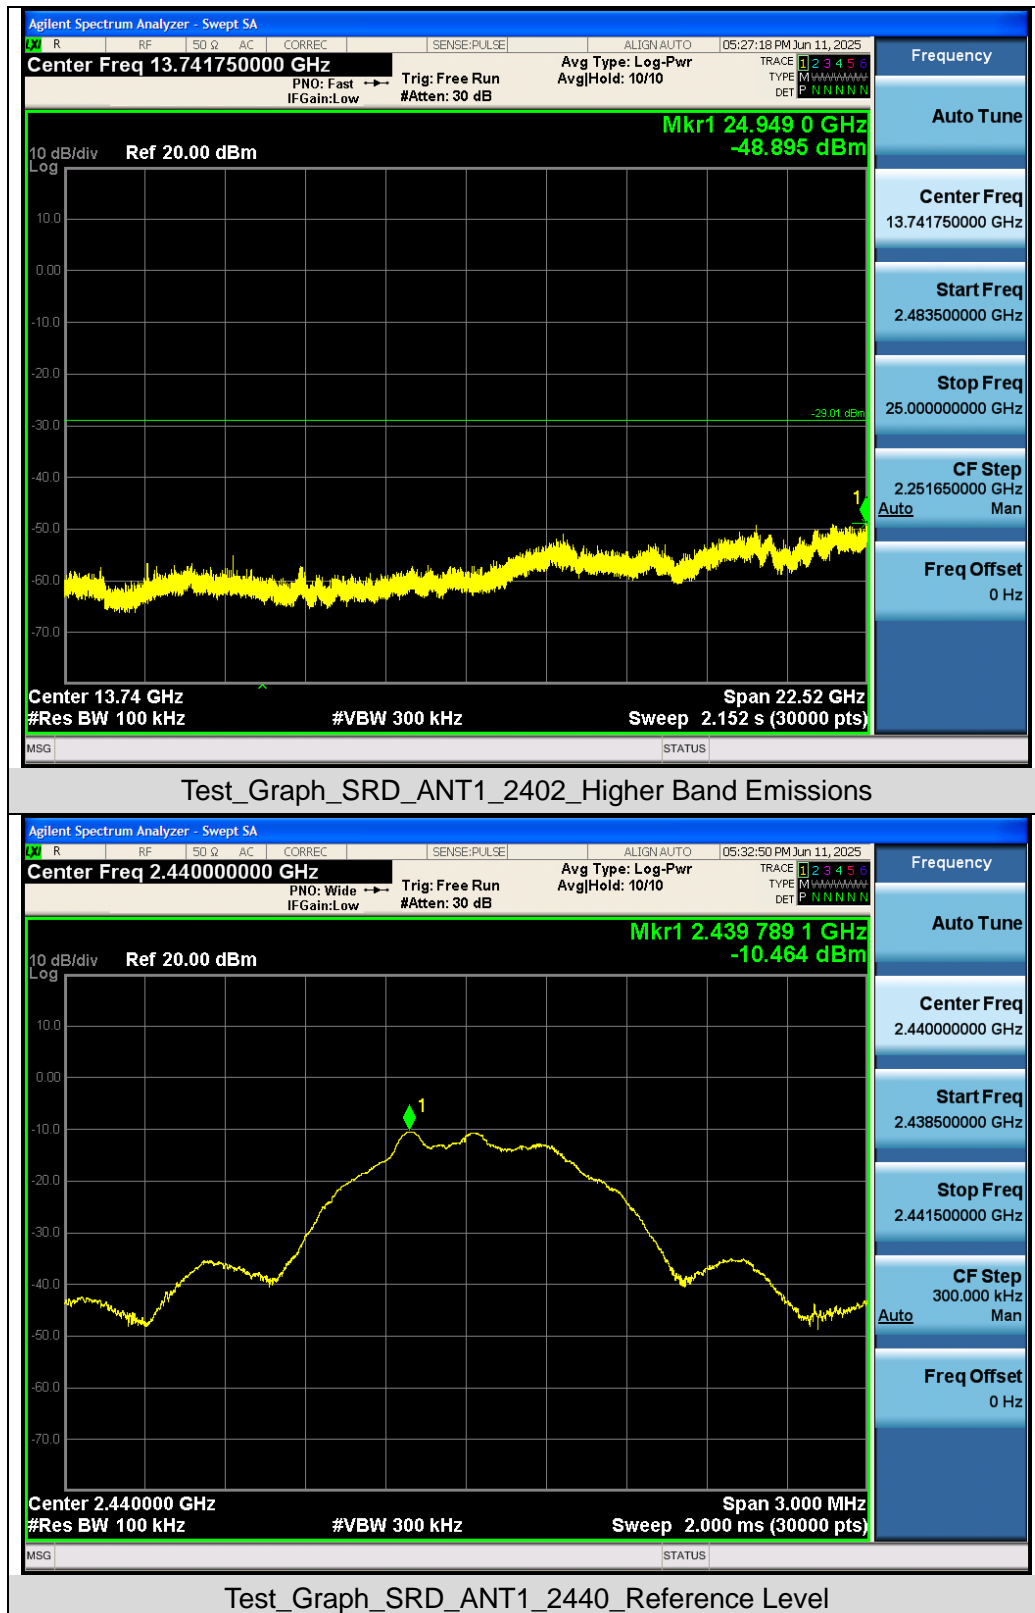 Agilent Spectrum Analyzer - Swept SA
LXI R RF 50 Ω AC CORREC SENSE:PULSE ALIGN AUTO 05:27:18 PM Jun 11, 2025
Center Freq 13.741750000 GHz
PNO: Fast
IFGain:Low
Trig: Free Run
#Atten: 30 dB
Avg Type: Log-Pwr
Avg|Hold: 10/10
TRACE 1 2 3 4 5 6
TYPE M
DET P N N N N N
Mkr1 24.949 0 GHz
-48.895 dBm
10 dB/div
Log
Ref 20.00 dBm
10.0
0.00
-10.0
-20.0
-29.01 dBm
-30.0
-40.0
1
-50.0
-60.0
-70.0
Center 13.74 GHz Span 22.52 GHz
#Res BW 100 kHz #VBW 300 kHz Sweep 2.152 s (30000 pts)
MSG STATUS
Frequency
Auto Tune
Center Freq
13.741750000 GHz
Start Freq
2.483500000 GHz
Stop Freq
25.000000000 GHz
CF Step
2.251650000 GHz
Auto Man
Freq Offset
0 Hz
Test_Graph_SRD_ANT1_2402_Higher Band Emissions
Agilent Spectrum Analyzer - Swept SA
LXI R RF 50 Ω AC CORREC SENSE:PULSE ALIGN AUTO 05:32:50 PM Jun 11, 2025
Center Freq 2.440000000 GHz
PNO: Wide
IFGain:Low
Trig: Free Run
#Atten: 30 dB
Avg Type: Log-Pwr
Avg|Hold: 10/10
TRACE 1 2 3 4 5 6
TYPE M
DET P N N N N N
Mkr1 2.439 789 1 GHz
-10.464 dBm
10 dB/div
Log
Ref 20.00 dBm
10.0
0.00
1
-10.0
-20.0
-30.0
-40.0
-50.0
-60.0
-70.0
Center 2.440000 GHz Span 3.000 MHz
#Res BW 100 kHz #VBW 300 kHz Sweep 2.000 ms (30000 pts)
MSG STATUS
Frequency
Auto Tune
Center Freq
2.440000000 GHz
Start Freq
2.438500000 GHz
Stop Freq
2.441500000 GHz
CF Step
300.000 kHz
Auto Man
Freq Offset
0 Hz
Test_Graph_SRD_ANT1_2440_Reference Level